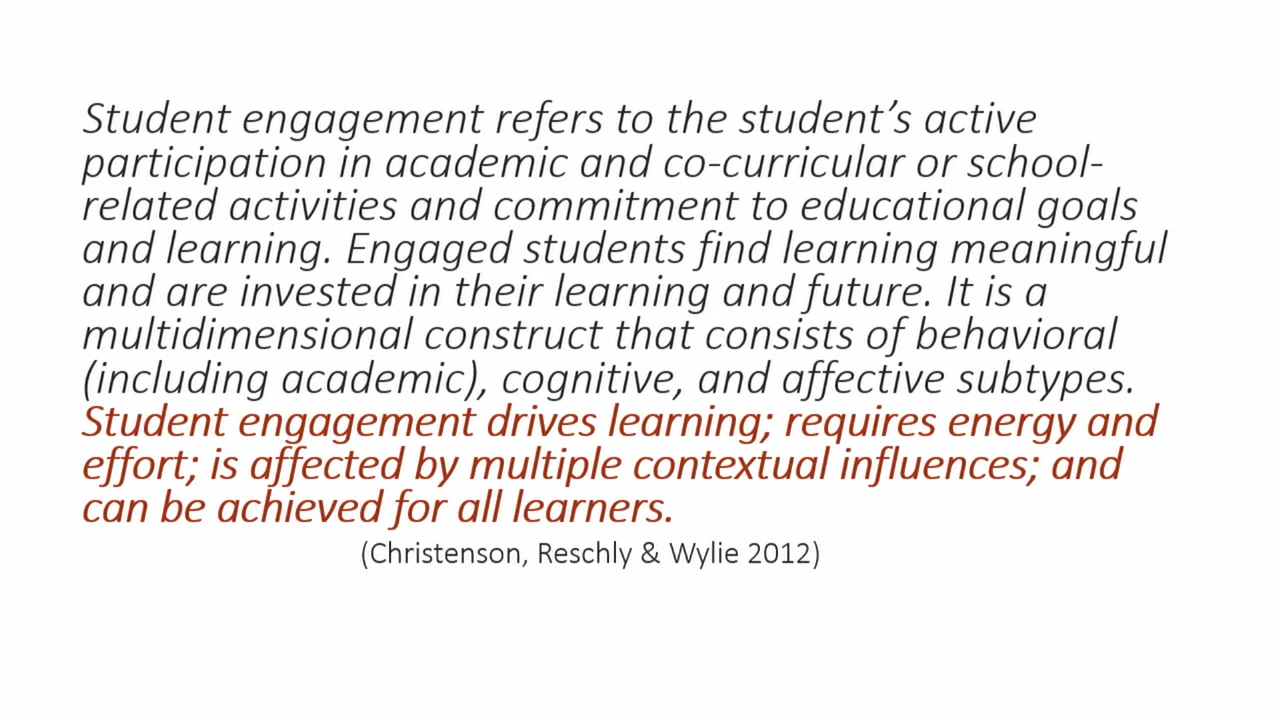 Student engagement refers to the student’s active
participation in academic and co-curricular or school-
related activities and commitment to educational goals
and learning. Engaged students find learning meaningful
and are invested in their learning and future. It is a
multidimensional construct that consists of behavioral
(including academic), cognitive, and affective subtypes.
Student engagement drives learning; requires energy and
effort; is affected by multiple contextual influences; and
can be achieved for all learners.
(Christenson, Reschly & Wylie 2012)